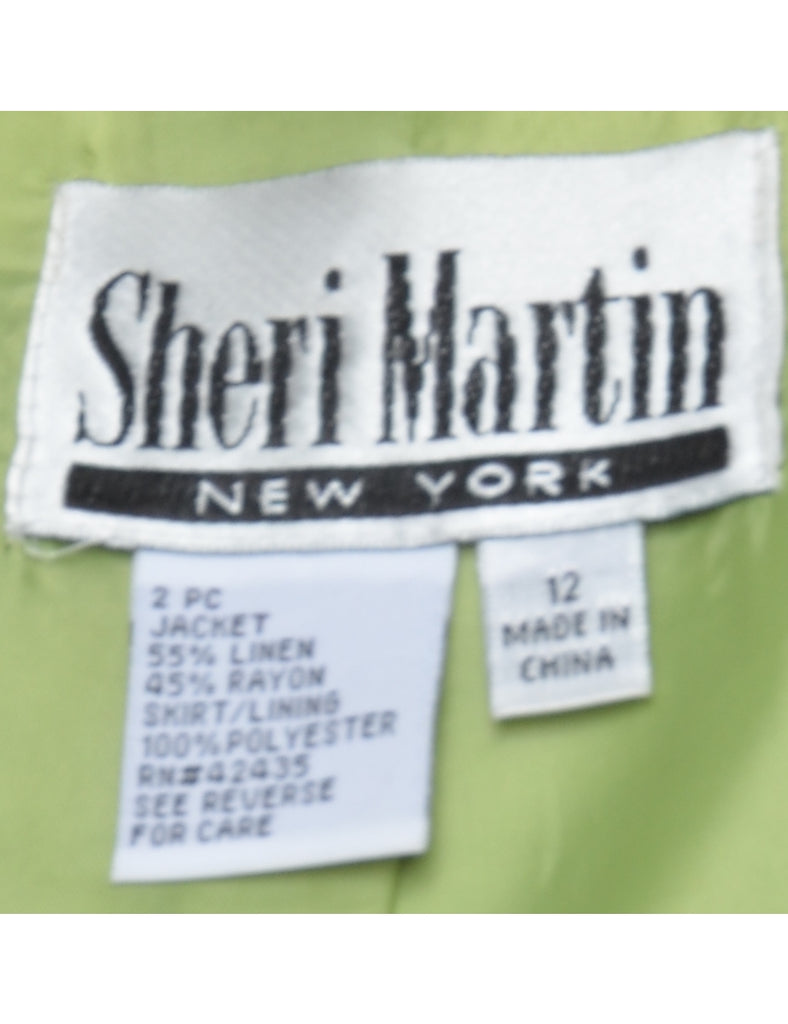 Sheri Martin
NEW YORK
2 PC
JACKET
55% LINEN
45% RAYON
SKIRT/LINING
100% POLYESTER
RN#42435
SEE REVERSE
FOR CARE
12
MADE IN
CHINA